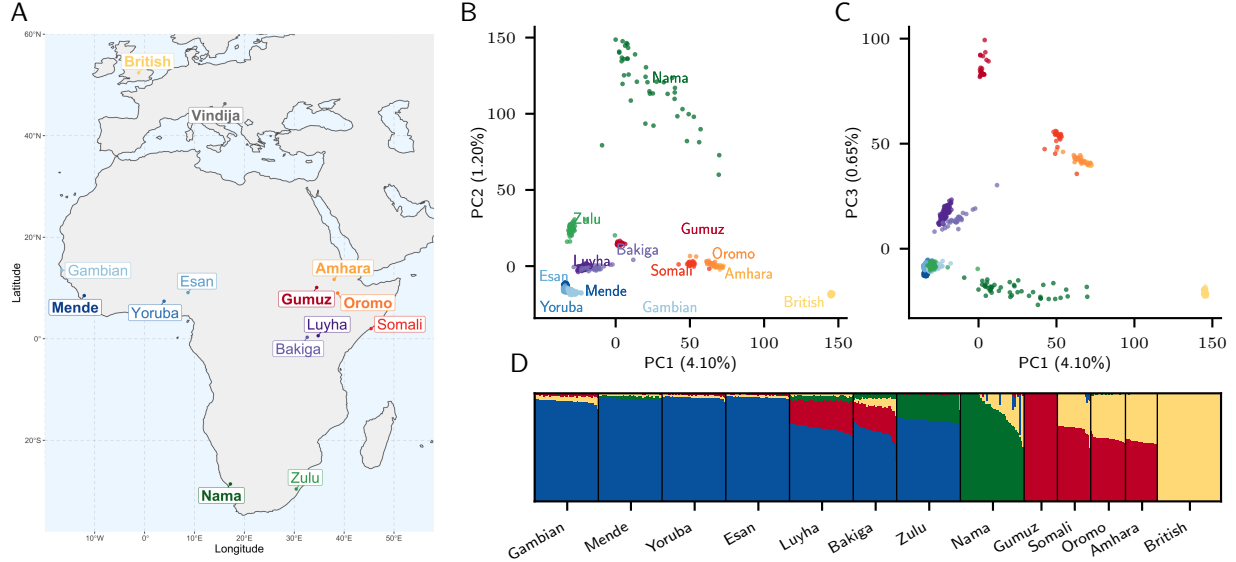 A
60°N
40°N
20°N
0°
20°S
Latitude
10°W
0°
10°E
20°E
30°E
40°E
50°E
Longitude
British
Vindija
Gambian
Mende
Esan
Yoruba
Amhara
Gumuz
Oromo
Luyha
Somali
Bakiga
Zulu
Nama
B
150
100
50
0
PC2 (1.20%)
Nama
Zulu
Gumuz
Bakiga
Luyha
Oromo
Somali
Amhara
Esan
Mende
Yoruba
Gambian
British
0
50
100
150
PC1 (4.10%)
C
100
50
0
PC3 (0.65%)
0
50
100
150
PC1 (4.10%)
D
Gambian
Mende
Yoruba
Esan
Luyha
Bakiga
Zulu
Nama
Gumuz
Somali
Oromo
Amhara
British